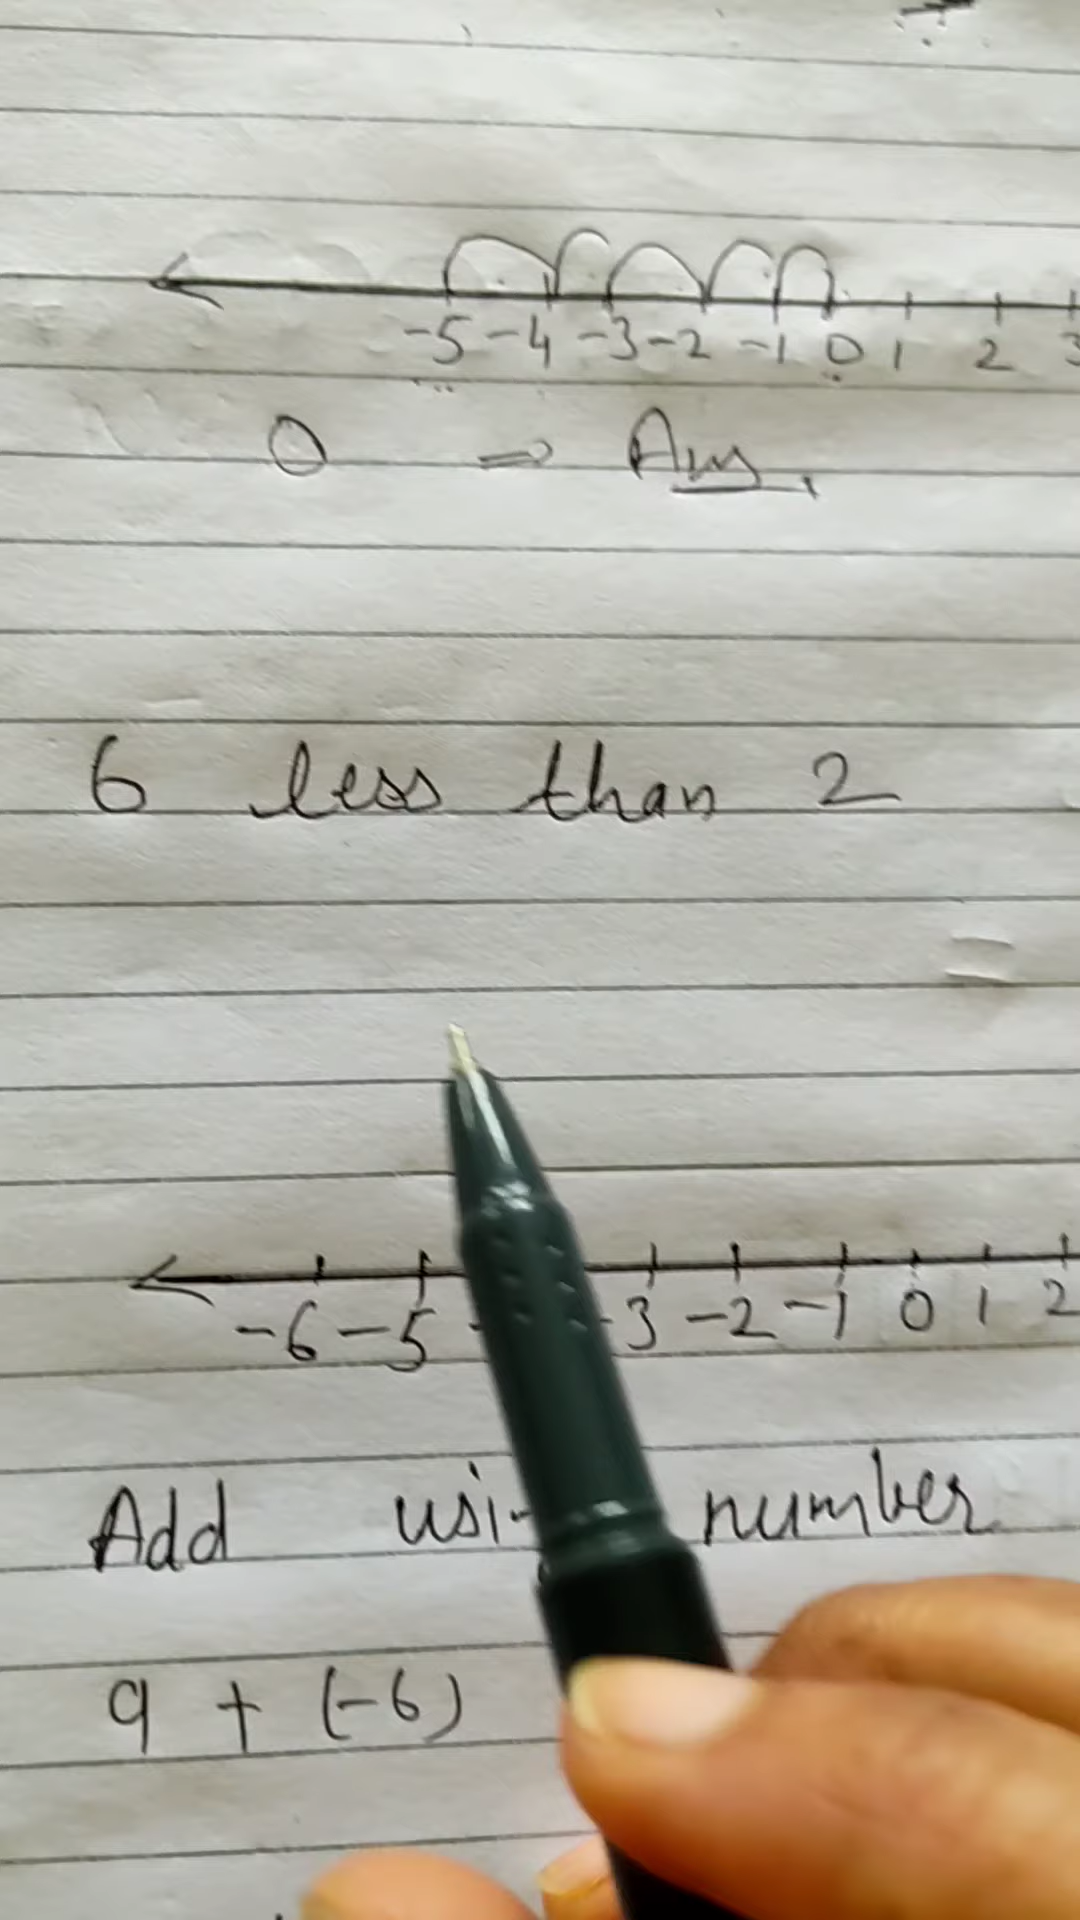 -5 -4 -3 -2 -1 0 1 2 3
0 ⇒ Ans
6 less than 2
-6 -5 -3 -2 -1 0 1 2
Add number
9 + (-6)